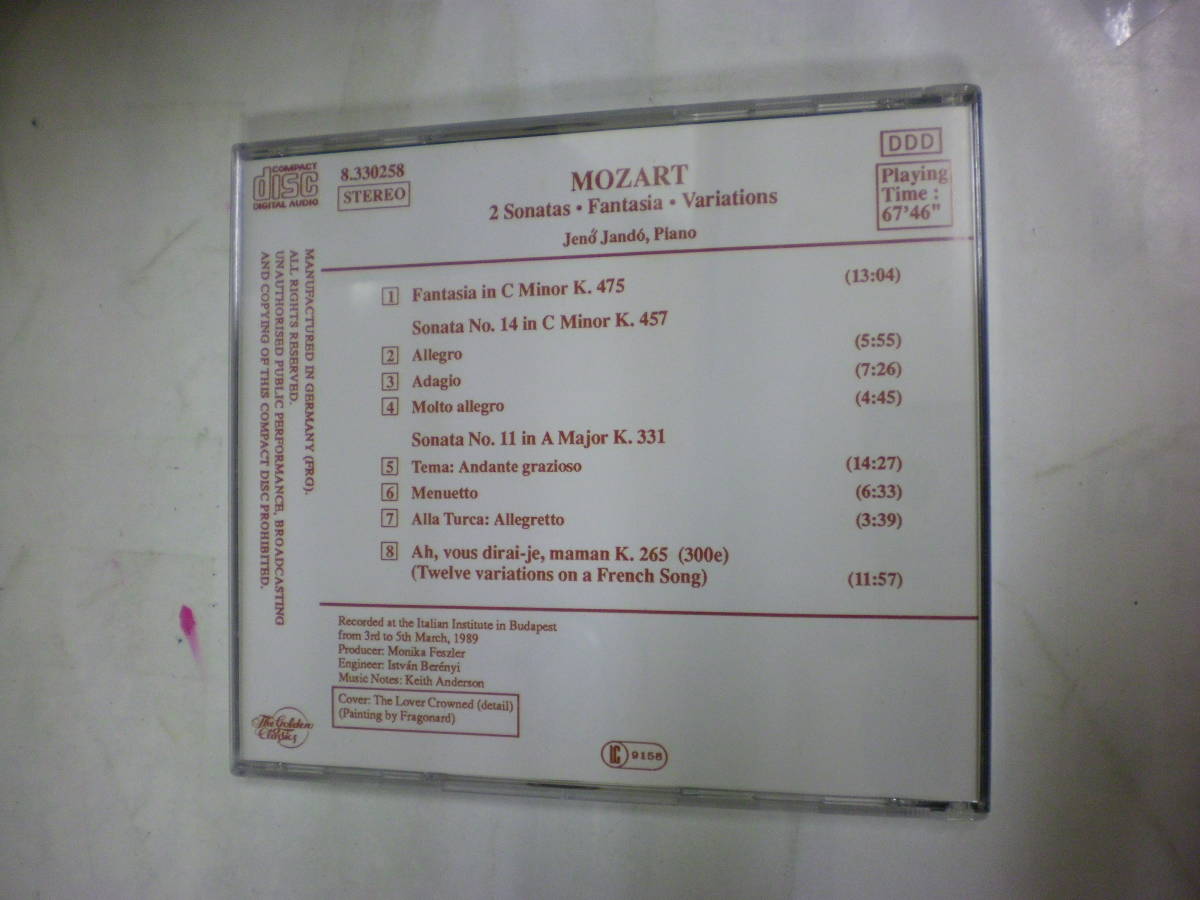 COMPACT
disc
DIGITAL AUDIO
8.330258
STEREO
MOZART
2 Sonatas • Fantasia • Variations
Jenő Jandó, Piano
DDD
Playing
Time :
67'46"
MANUFACTURED IN GERMANY (FRG).
ALL RIGHTS RESERVED.
UNAUTHORISED PUBLIC PERFORMANCE, BROADCASTING
AND COPYING OF THIS COMPACT DISC PROHIBITED.
1 Fantasia in C Minor K. 475 (13:04)
Sonata No. 14 in C Minor K. 457
2 Allegro (5:55)
3 Adagio (7:26)
4 Molto allegro (4:45)
Sonata No. 11 in A Major K. 331
5 Tema: Andante grazioso (14:27)
6 Menuetto (6:33)
7 Alla Turca: Allegretto (3:39)
8 Ah, vous dirai-je, maman K. 265 (300e)
(Twelve variations on a French Song) (11:57)
Recorded at the Italian Institute in Budapest
from 3rd to 5th March, 1989
Producer: Monika Feszler
Engineer: István Berényi
Music Notes: Keith Anderson
Cover: The Lover Crowned (detail)
(Painting by Fragonard)
The Golden
Classics
LC 9158